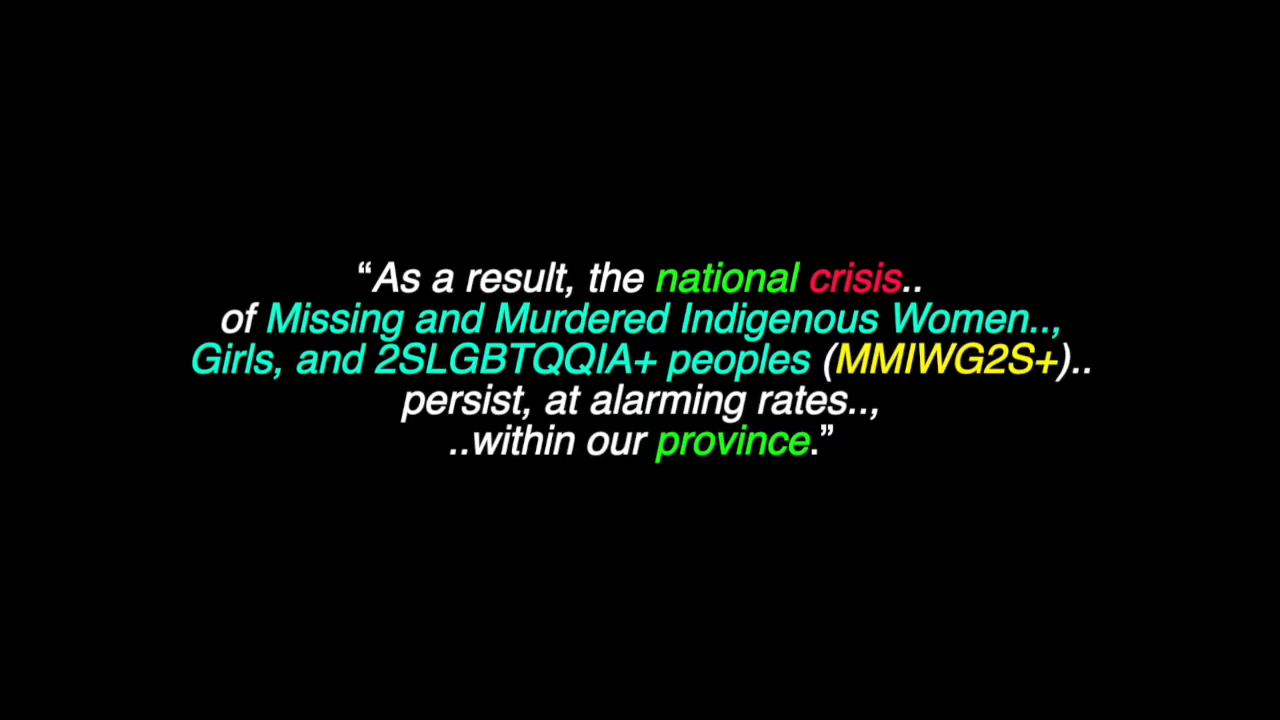 “As a result, the national crisis..
of Missing and Murdered Indigenous Women..,
Girls, and 2SLGBTQQIA+ peoples (MMIWG2S+)..
persist, at alarming rates..,
..within our province.”